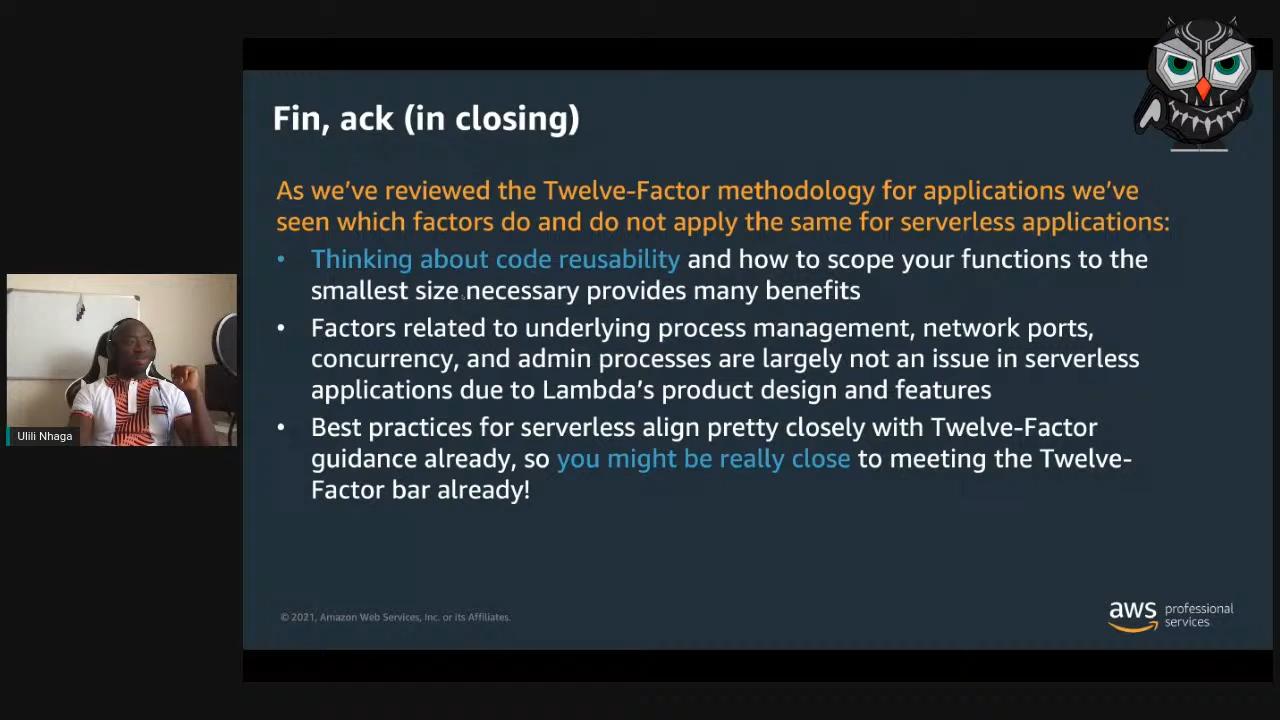 Fin, ack (in closing)
As we've reviewed the Twelve-Factor methodology for applications we've
seen which factors do and do not apply the same for serverless applications:
• Thinking about code reusability and how to scope your functions to the
smallest size necessary provides many benefits
• Factors related to underlying process management, network ports,
concurrency, and admin processes are largely not an issue in serverless
applications due to Lambda's product design and features
• Best practices for serverless align pretty closely with Twelve-Factor
guidance already, so you might be really close to meeting the Twelve-
Factor bar already!
Ulili Nhaga
© 2021, Amazon Web Services, Inc. or its Affiliates.
aws professional
services